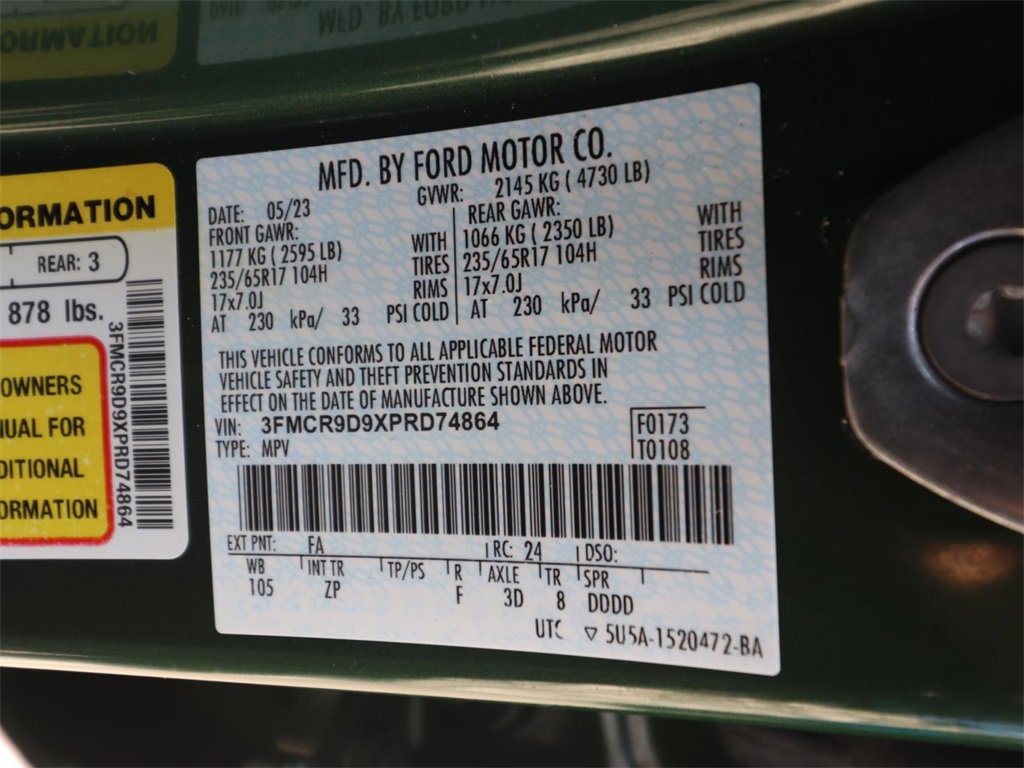 MFD. BY FORD MOTOR CO.
DATE: 05/23 GVWR: 2145 KG ( 4730 LB)
FRONT GAWR: REAR GAWR:
1177 KG ( 2595 LB) WITH 1066 KG ( 2350 LB) WITH
235/65R17 104H TIRES 235/65R17 104H TIRES
17x7.0J RIMS 17x7.0J RIMS
AT 230 kPa/ 33 PSI COLD AT 230 kPa/ 33 PSI COLD
THIS VEHICLE CONFORMS TO ALL APPLICABLE FEDERAL MOTOR
VEHICLE SAFETY AND THEFT PREVENTION STANDARDS IN
EFFECT ON THE DATE OF MANUFACTURE SHOWN ABOVE.
VIN: 3FMCR9D9XPRD74864 F0173
TYPE: MPV T0108
EXT PNT: FA RC: 24 DSO:
WB INT TR TP/PS R AXLE TR SPR
105 ZP F 3D 8 DDDD
UTC ▽ 5U5A-1520472-BA
ORMATION
REAR: 3
878 lbs.
3FMCR9D9XPRD74864
OWNERS
NUAL FOR
DITIONAL
ORMATION
ORMATION
MFD. BY FORD